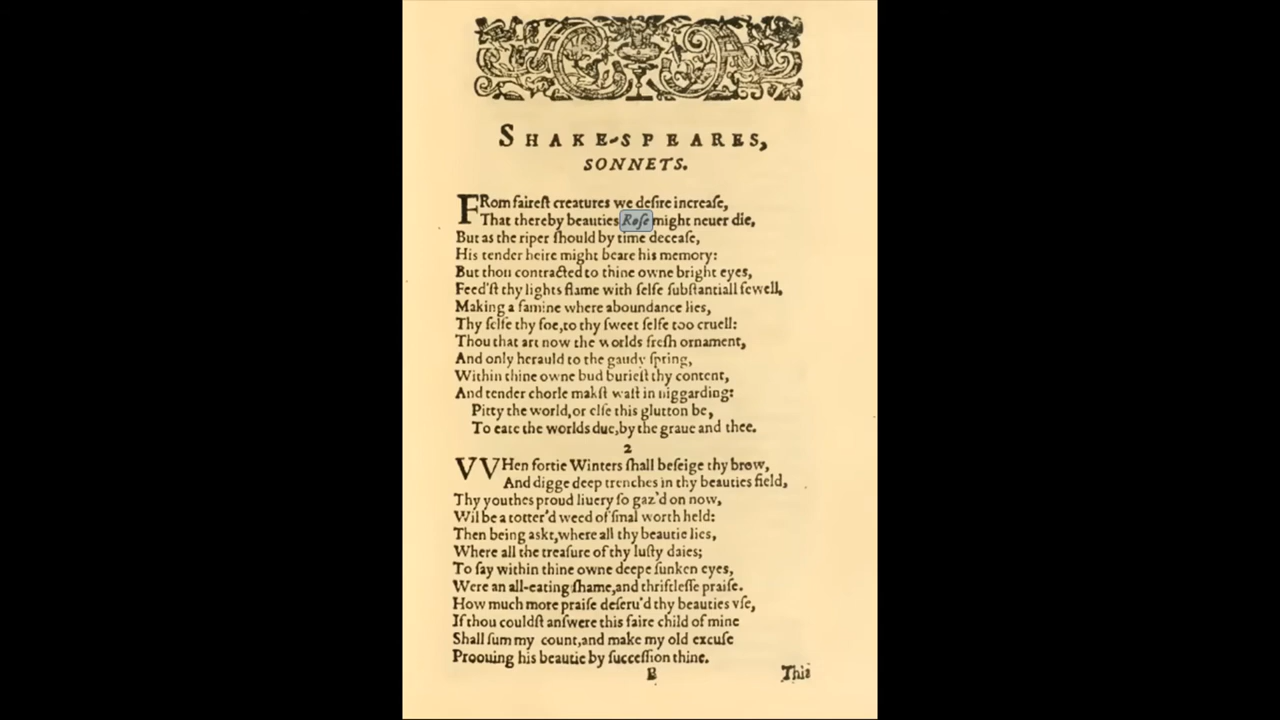 SHAKE-SPEARES,
SONNETS.
FRom faireſt creatures we deſire increaſe,
That thereby beauties Roſe might neuer die,
But as the riper ſhould by time deceaſe,
His tender heire might beare his memory:
But thou contracted to thine owne bright eyes,
Feed'ſt thy lights flame with ſelfe ſubſtantiall fewell,
Making a famine where aboundance lies,
Thy ſelfe thy foe,to thy ſweet ſelfe too cruell:
Thou that art now the worlds freſh ornament,
And only herauld to the gaudy ſpring,
Within thine owne bud burieſt thy content,
And tender chorle makſt waſt in niggarding:
Pitty the world,or elſe this glutton be,
To eate the worlds due,by the graue and thee.
2
VVHen fortie Winters ſhall beſeige thy brow,
And digge deep trenches in thy beauties field,
Thy youthes proud liuery ſo gaz'd on now,
Wil be a totter'd weed of ſmal worth held:
Then being askt,where all thy beautie lies,
Where all the treaſure of thy luſty daies;
To ſay within thine owne deepe ſunken eyes,
Were an all-eating ſhame,and thriftleſſe praiſe.
How much more praiſe deſeru'd thy beauties vſe,
If thou couldſt anſwere this faire child of mine
Shall ſum my count,and make my old excuſe
Proouing his beautie by ſucceſſion thine.
B This